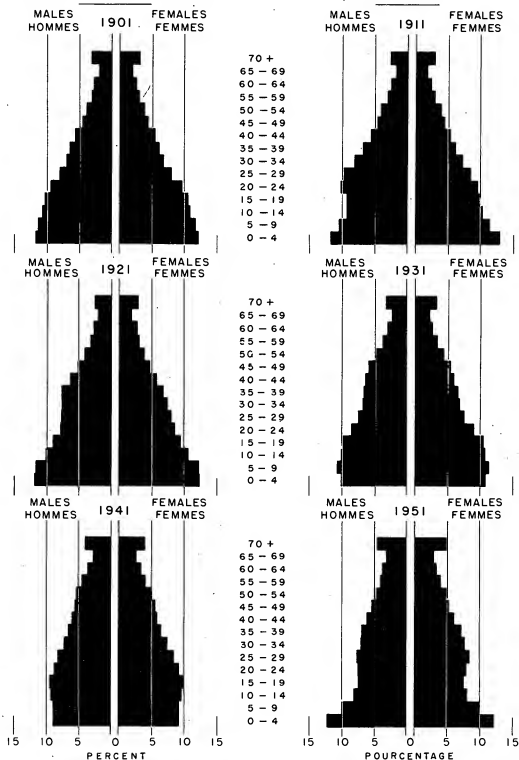 MALES HOMMES 1901 FEMALES FEMMES
MALES HOMMES 1911 FEMALES FEMMES
70 +
65 – 69
60 – 64
55 – 59
50 – 54
45 – 49
40 – 44
35 – 39
30 – 34
25 – 29
20 – 24
15 – 19
10 – 14
5 – 9
0 – 4
MALES HOMMES 1921 FEMALES FEMMES
MALES HOMMES 1931 FEMALES FEMMES
70 +
65 – 69
60 – 64
55 – 59
50 – 54
45 – 49
40 – 44
35 – 39
30 – 34
25 – 29
20 – 24
15 – 19
10 – 14
5 – 9
0 – 4
MALES HOMMES 1941 FEMALES FEMMES
MALES HOMMES 1951 FEMALES FEMMES
70 +
65 – 69
60 – 64
55 – 59
50 – 54
45 – 49
40 – 44
35 – 39
30 – 34
25 – 29
20 – 24
15 – 19
10 – 14
5 – 9
0 – 4
15 10 5 0 5 10 15
PERCENT
15 10 5 0 5 10 15
POURCENTAGE